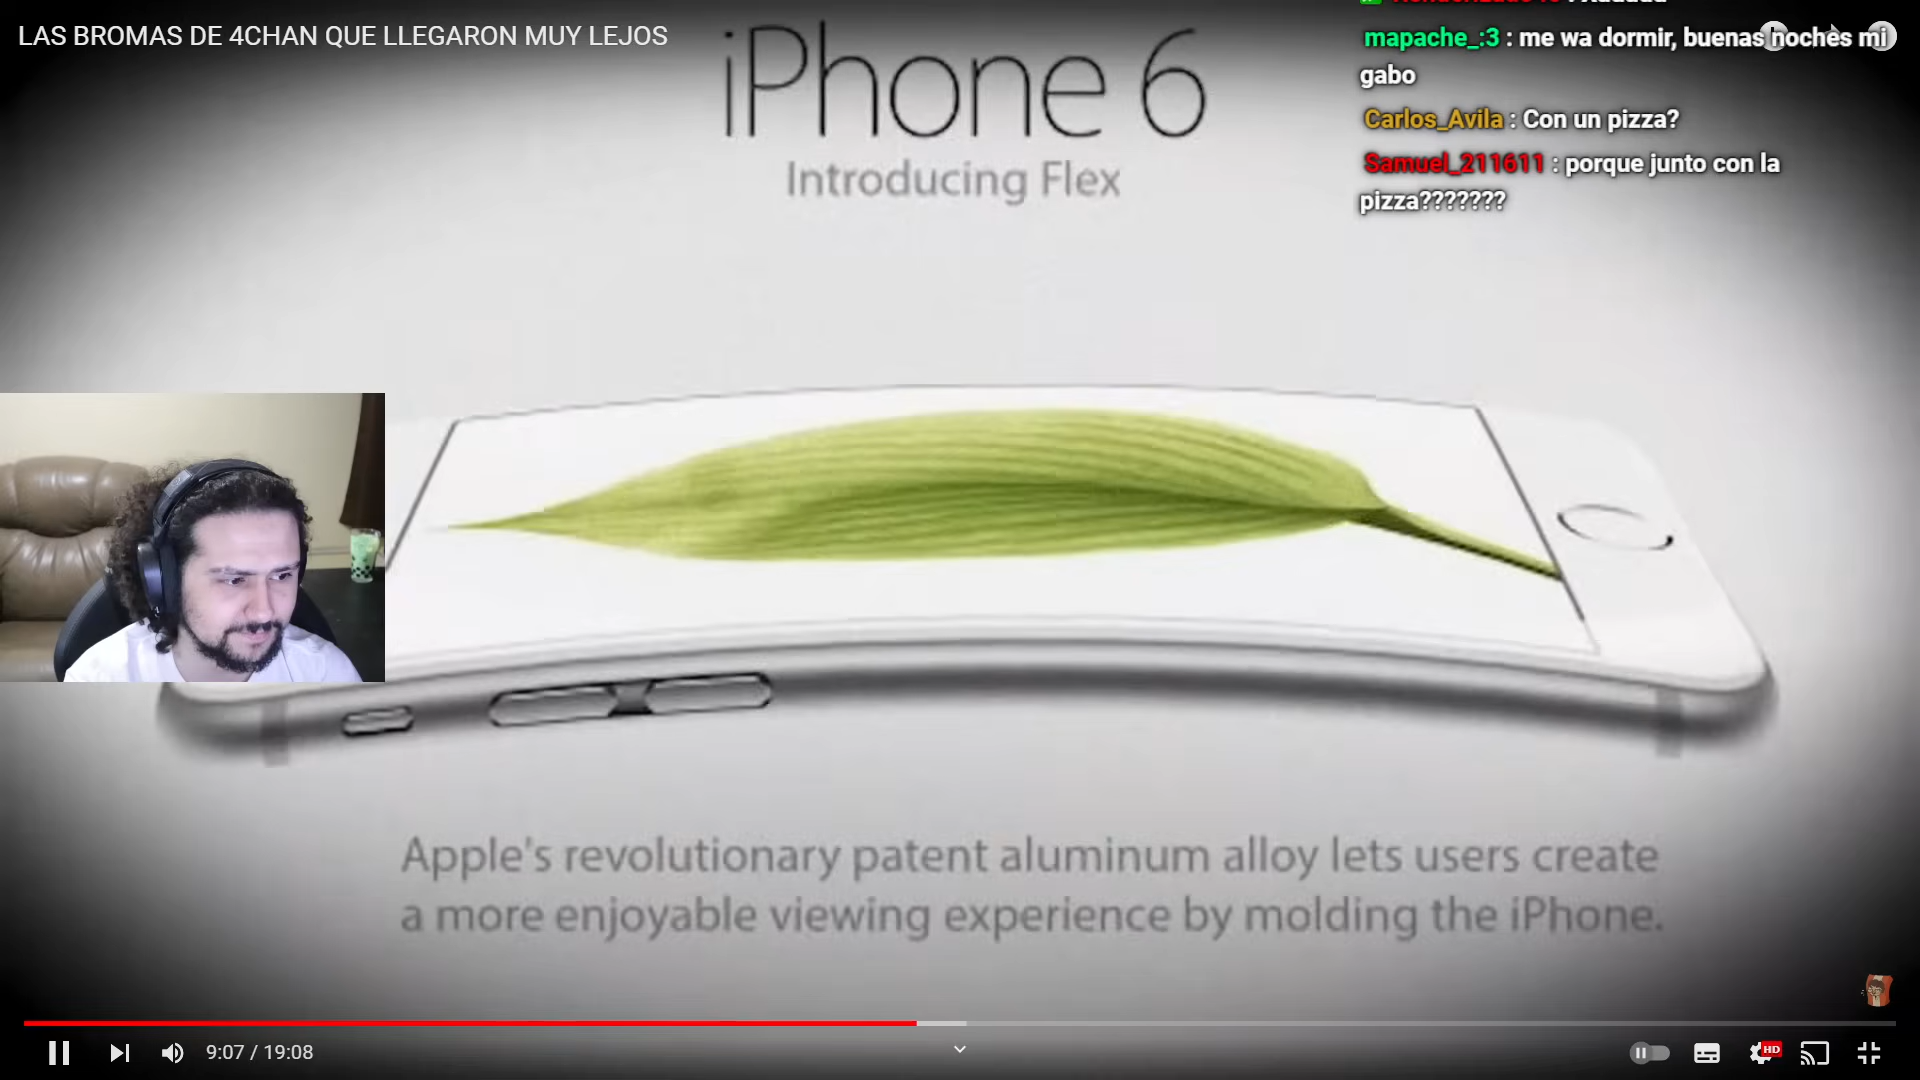 LAS BROMAS DE 4CHAN QUE LLEGARON MUY LEJOS
iPhone 6
Introducing Flex
mapache_:3 : me wa dormir, buenas noches mi
gabo
Carlos_Avila : Con un pizza?
Samuel_211611 : porque junto con la
pizza???????
Apple's revolutionary patent aluminum alloy lets users create
a more enjoyable viewing experience by molding the iPhone.
9:07 / 19:08
HD